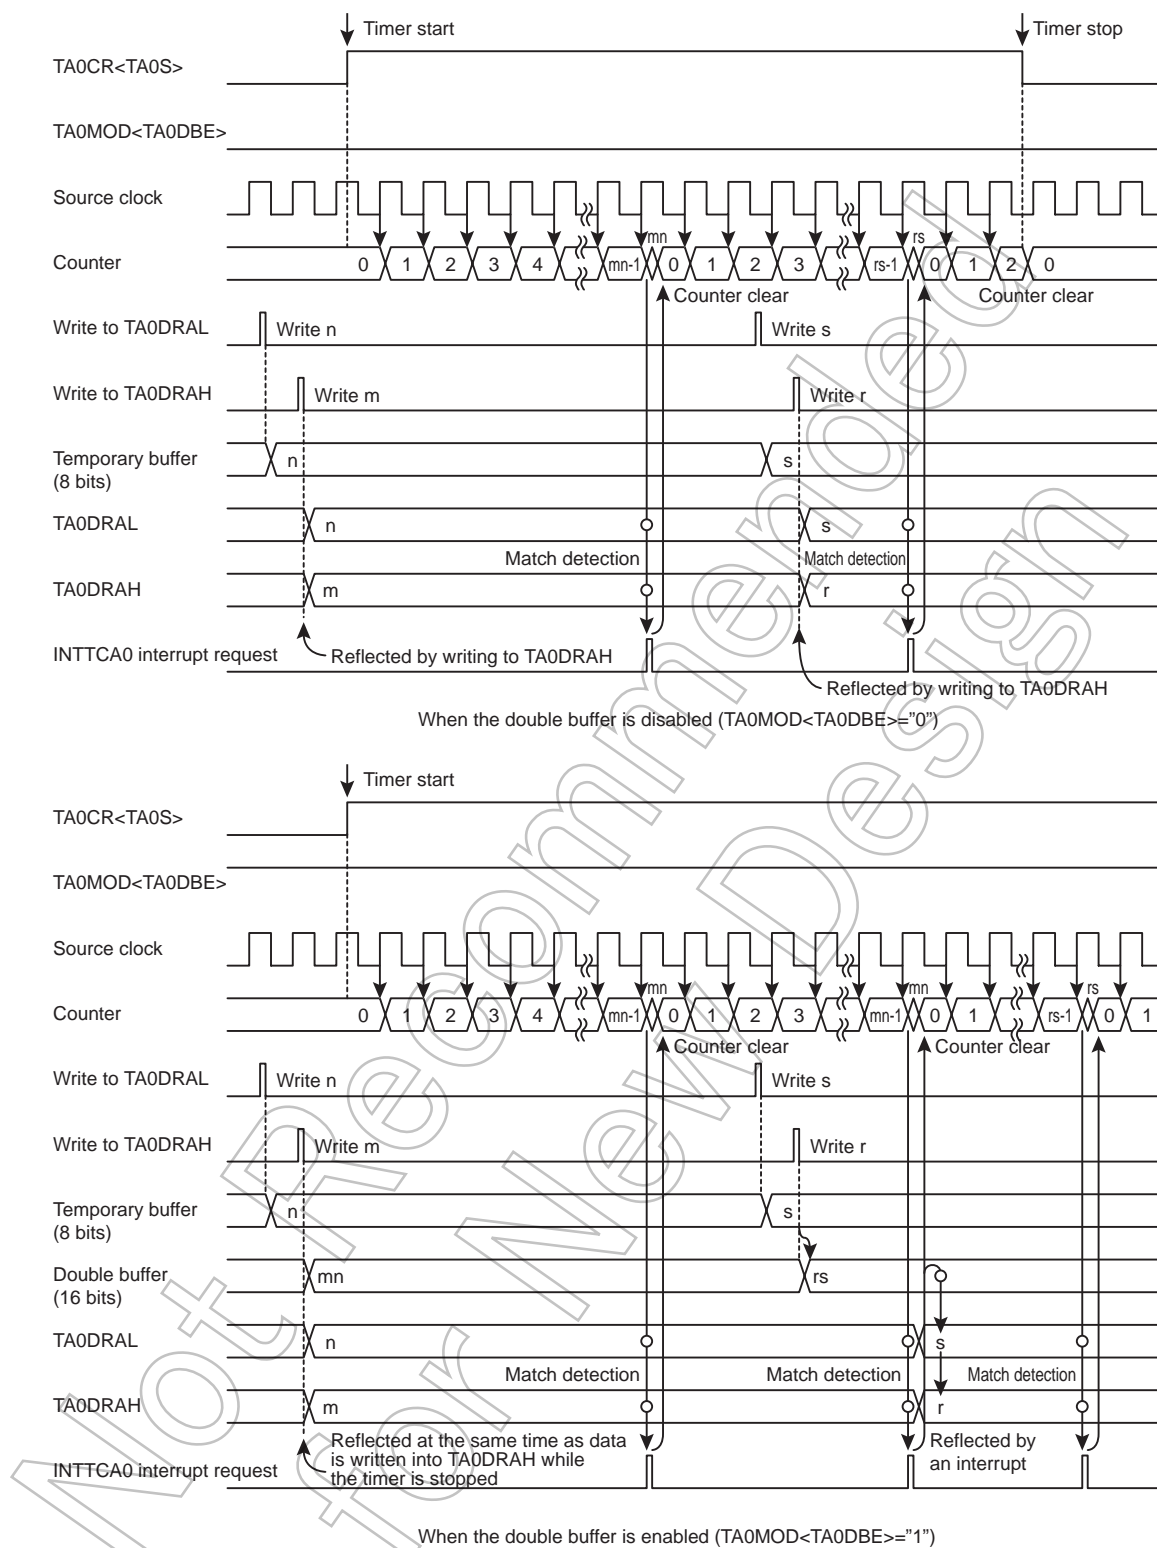 Timer start Timer stop
TA0CR<TA0S>
TA0MOD<TA0DBE>
Source clock
mn rs
Counter 0 1 2 3 4 mn-1 0 1 2 3 rs-1 0 1 2 0
Counter clear Counter clear
Write to TA0DRAL Write n Write s
Write to TA0DRAH Write m Write r
Temporary buffer n s
(8 bits)
TA0DRAL n s
Match detection Match detection
TA0DRAH m r
INTTCA0 interrupt request Reflected by writing to TA0DRAH
Reflected by writing to TA0DRAH
When the double buffer is disabled (TA0MOD<TA0DBE>=”0”)
Timer start
TA0CR<TA0S>
TA0MOD<TA0DBE>
Source clock
mn mn rs
Counter 0 1 2 3 4 mn-1 0 1 2 3 mn-1 0 1 rs-1 0 1
Counter clear Counter clear
Write to TA0DRAL Write n Write s
Write to TA0DRAH Write m Write r
Temporary buffer n s
(8 bits)
Double buffer mn rs
(16 bits)
TA0DRAL n s
Match detection Match detection Match detection
TA0DRAH m r
Reflected at the same time as data Reflected by
is written into TA0DRAH while an interrupt
INTTCA0 interrupt request the timer is stopped
When the double buffer is enabled (TA0MOD<TA0DBE>=”1”)
Not Recommended
for New Design